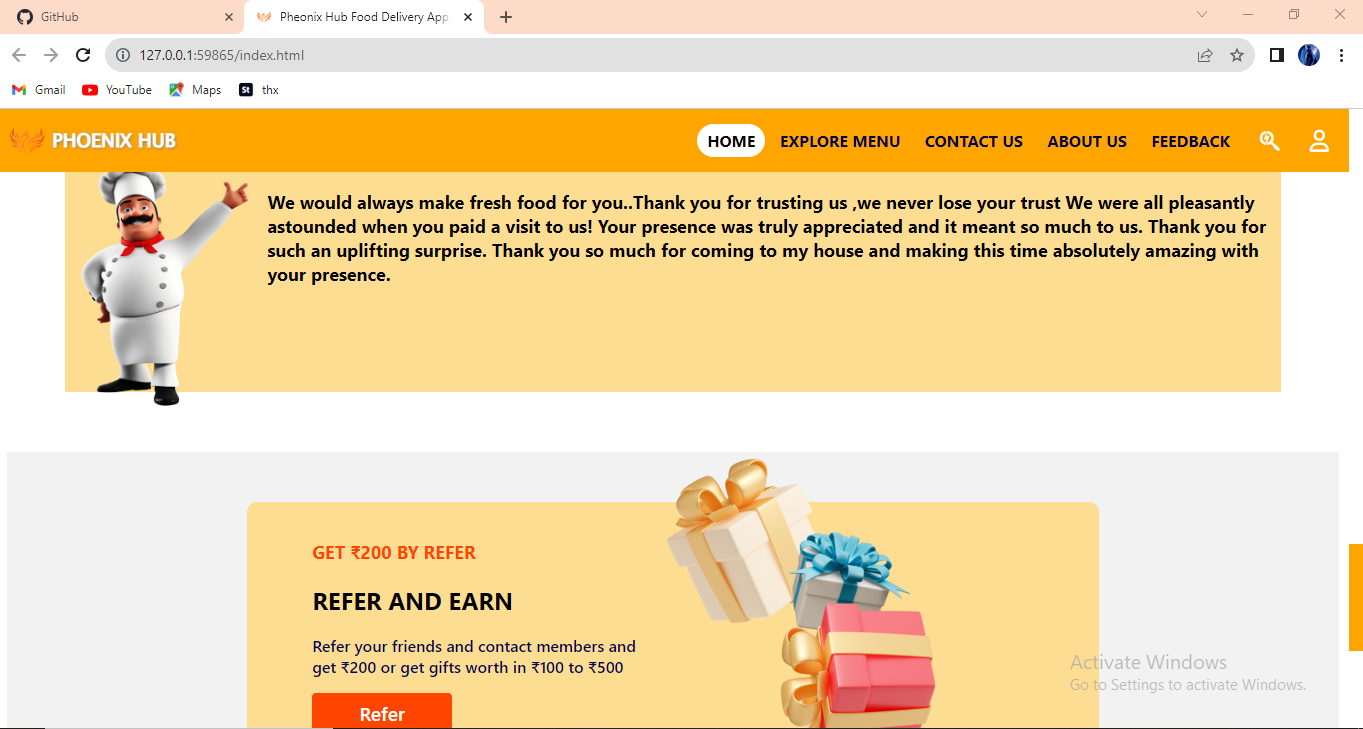 GitHub
Pheonix Hub Food Delivery App
127.0.0.1:59865/index.html
Gmail YouTube Maps St thx
PHOENIX HUB HOME EXPLORE MENU CONTACT US ABOUT US FEEDBACK
We would always make fresh food for you..Thank you for trusting us ,we never lose your trust We were all pleasantly
astounded when you paid a visit to us! Your presence was truly appreciated and it meant so much to us. Thank you for
such an uplifting surprise. Thank you so much for coming to my house and making this time absolutely amazing with
your presence.
GET ₹200 BY REFER
REFER AND EARN
Refer your friends and contact members and
get ₹200 or get gifts worth in ₹100 to ₹500
Refer
Activate Windows
Go to Settings to activate Windows.